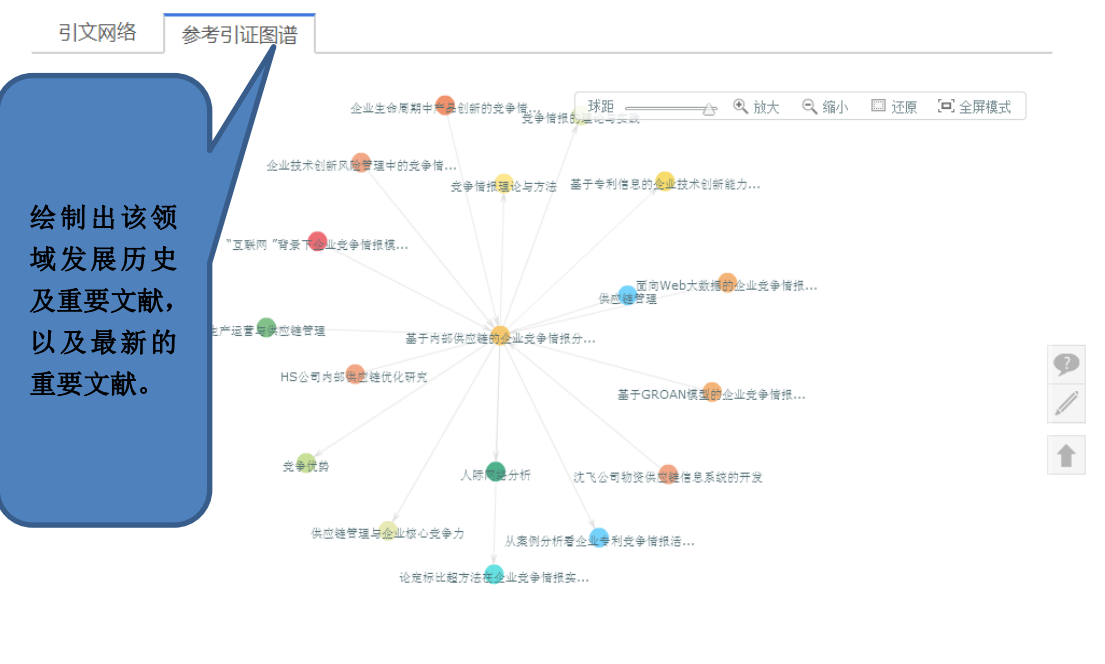 引文网络
参考引证图谱
企业生命周期中产品创新的竞争情...
球距
放大
缩小
还原
全屏模式
竞争情报的理论与实践
企业技术创新风险管理中的竞争情...
竞争情报理论与方法
基于专利信息的企业技术创新能力...
绘制出该领
域发展历史
及重要文献，
以及最新的
重要文献。
“互联网 ”背景下企业竞争情报模...
面向Web大数据的企业竞争情报...
供应链管理
生产运营与供应链管理
基于内部供应链的企业竞争情报分...
HS公司内部供应链优化研究
基于GROAN模型的企业竞争情报...
竞争优势
人际网络分析
沈飞公司物资供应链信息系统的开发
供应链管理与企业核心竞争力
从案例分析看企业专利竞争情报活...
论定标比超方法在企业竞争情报实...